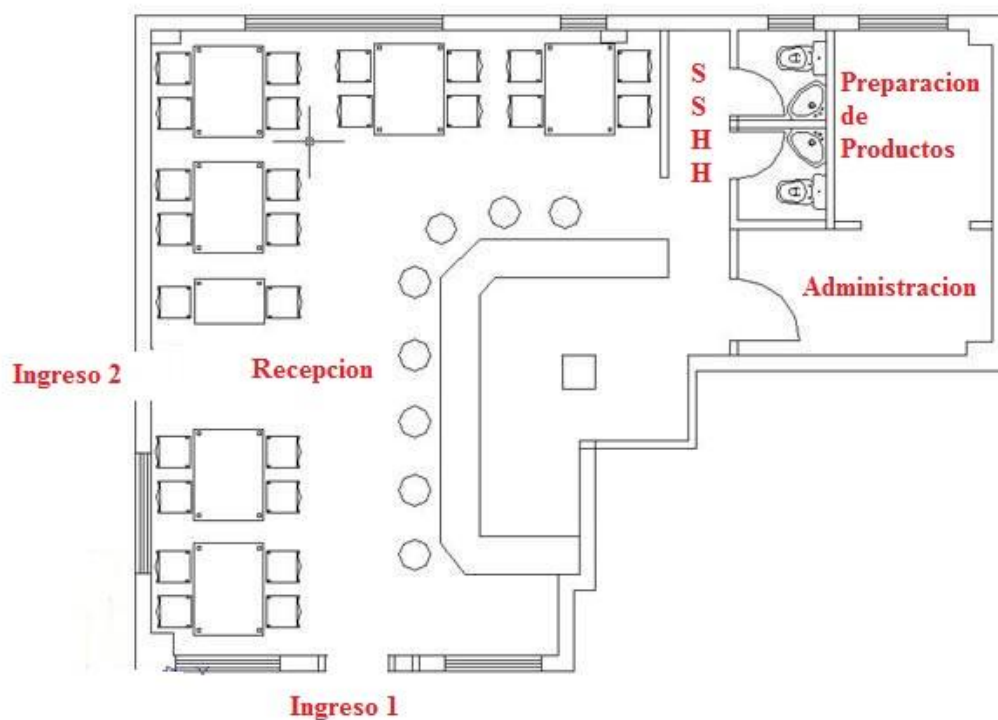 S
S
H
H
Preparacion
de
Productos
Administracion
Ingreso 2
Recepcion
Ingreso 1